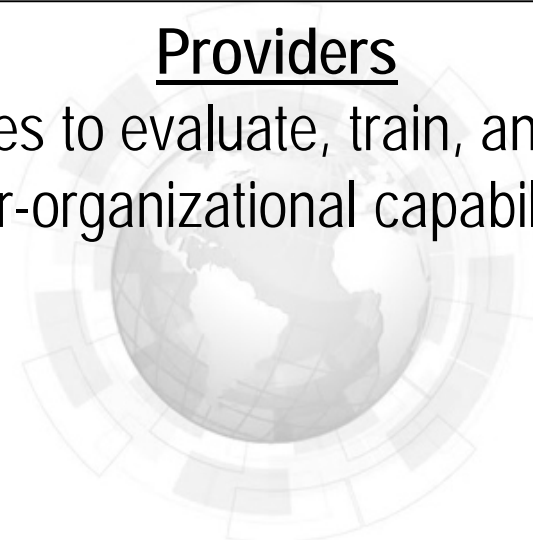 Providers
es to evaluate, train, an
r-organizational capabil